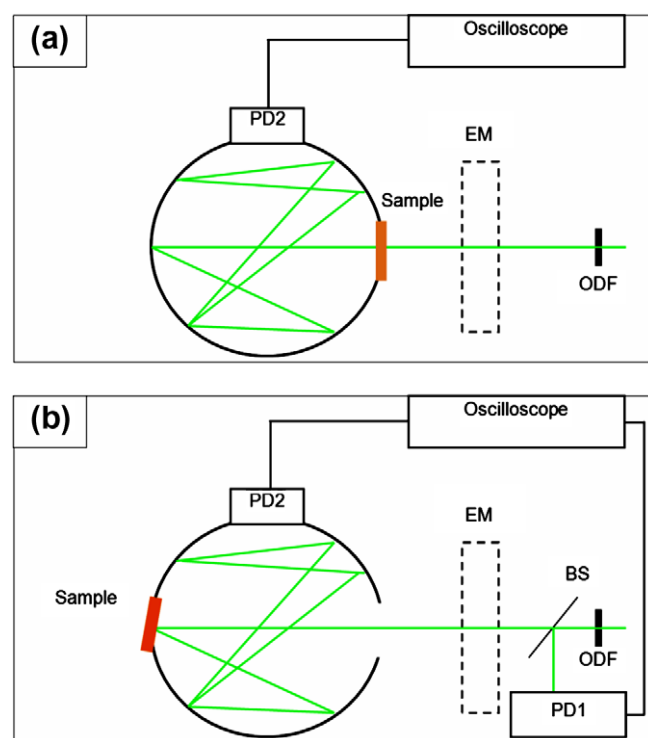 (a)
Oscilloscope
PD2
EM
Sample
ODF
(b)
Oscilloscope
PD2
EM
BS
Sample
ODF
PD1